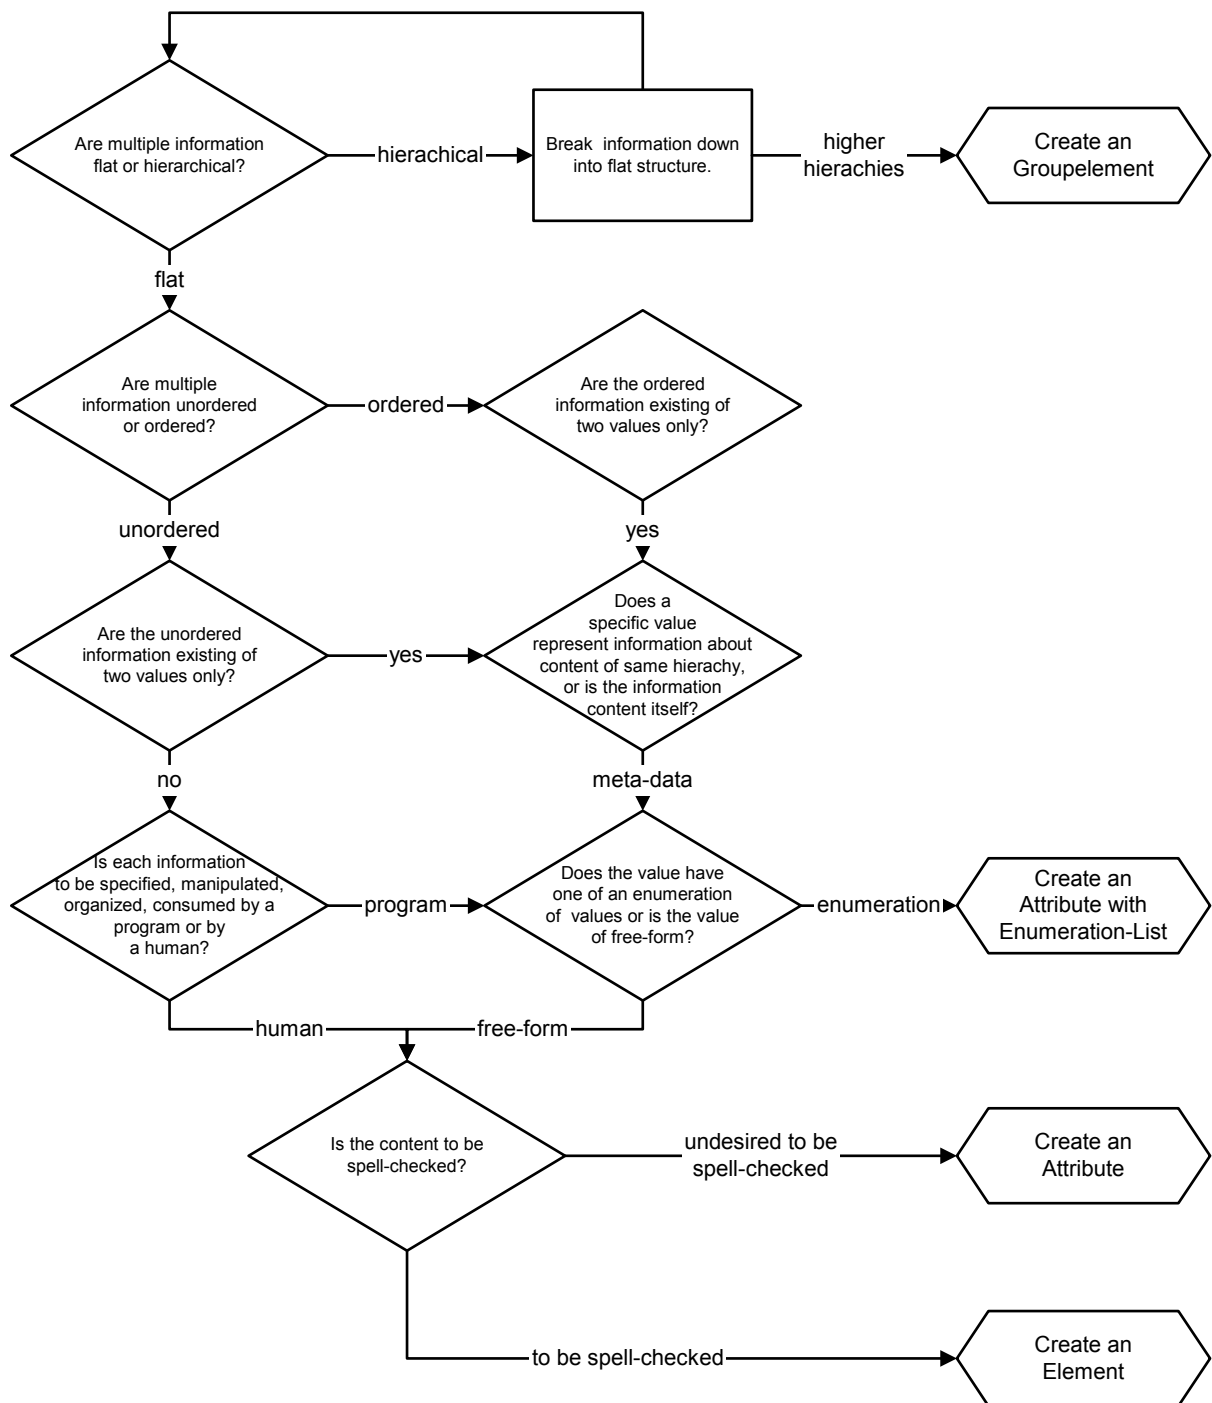 Are multiple information
flat or hierarchical?
hierachical
Break information down
into flat structure.
higher
hierachies
Create an
Groupelement
flat
Are multiple
information unordered
or ordered?
ordered
Are the ordered
information existing of
two values only?
unordered
yes
Are the unordered
information existing of
two values only?
yes
Does a
specific value
represent information about
content of same hierachy,
or is the information
content itself?
no
meta-data
Is each information
to be specified, manipulated,
organized, consumed by a
program or by
a human?
program
Does the value have
one of an enumeration
of values or is the value
of free-form?
enumeration
Create an
Attribute with
Enumeration-List
human
free-form
Is the content to be
spell-checked?
undesired to be
spell-checked
Create an
Attribute
to be spell-checked
Create an
Element